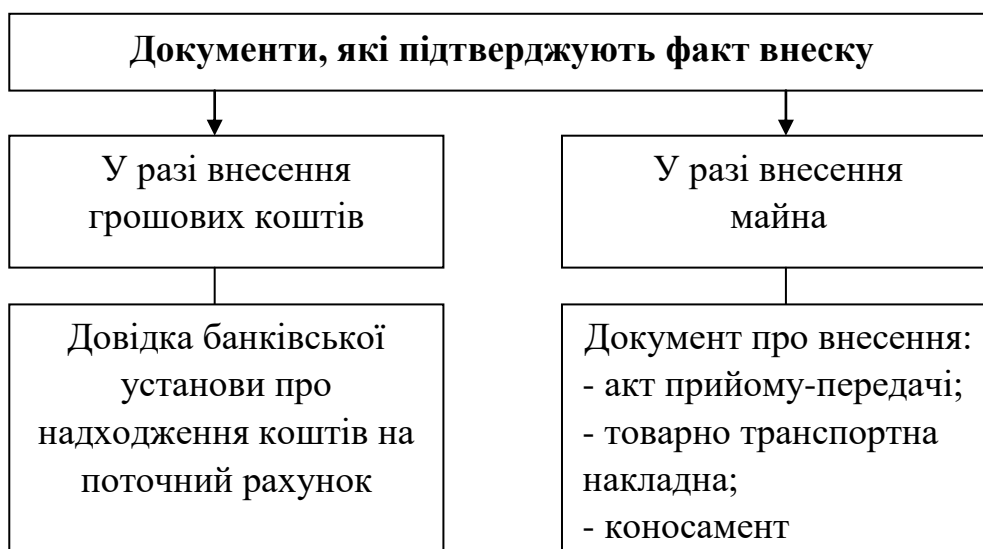 Документи, які підтверджують факт внеску
У разі внесення
грошових коштів
У разі внесення
майна
Довідка банківської
установи про
надходження коштів на
поточний рахунок
Документ про внесення:
- акт прийому-передачі;
- товарно транспортна
накладна;
- коносамент